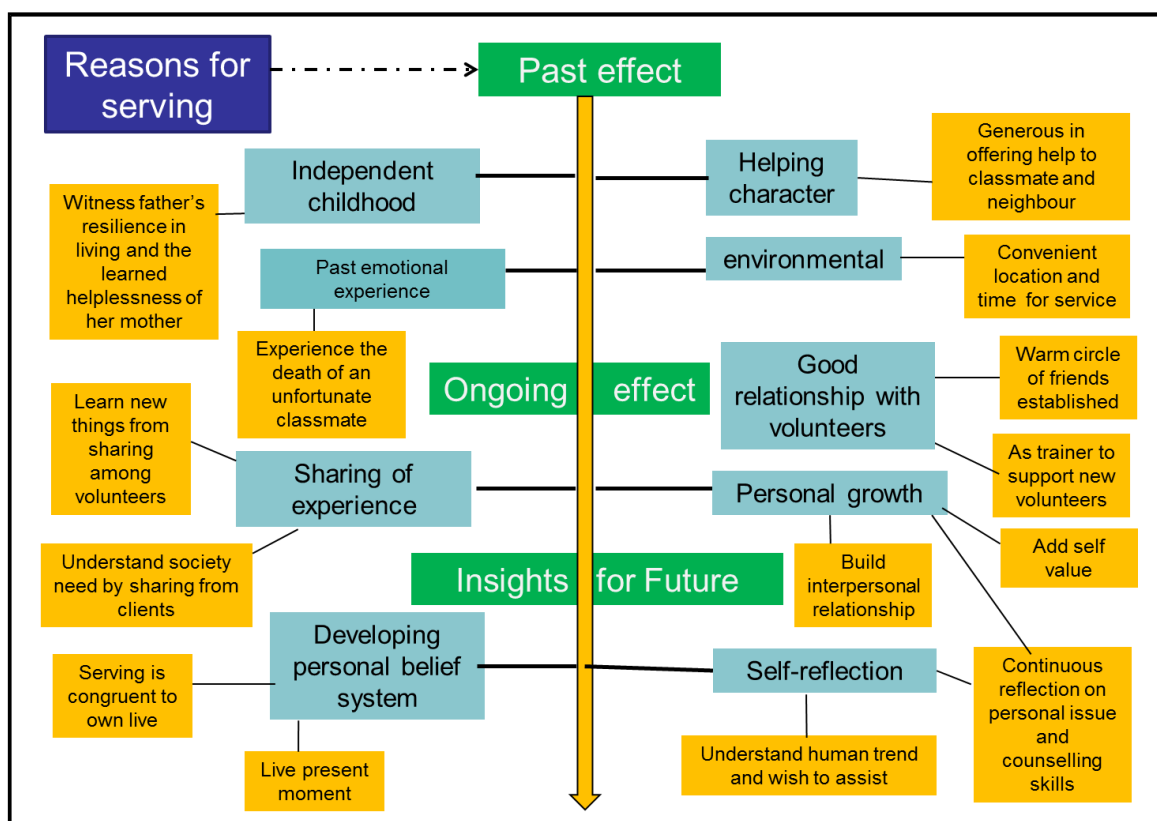 Reasons for
serving
Past effect
Independent
childhood
Helping
character
Generous in
offering help to
classmate and
neighbour
Witness father's
resilience in
living and the
learned
helplessness of
her mother
Past emotional
experience
environmental
Convenient
location and
time for service
Experience the
death of an
unfortunate
classmate
Ongoing effect
Good
relationship with
volunteers
Warm circle
of friends
established
As trainer to
support new
volunteers
Learn new
things from
sharing
among
volunteers
Sharing of
experience
Personal growth
Understand society
need by sharing from
clients
Add self
value
Build
interpersonal
relationship
Insights for Future
Developing
personal belief
system
Serving is
congruent to
own live
Live present
moment
Self-reflection
Understand human trend
and wish to assist
Continuous
reflection on
personal issue
and
counselling
skills